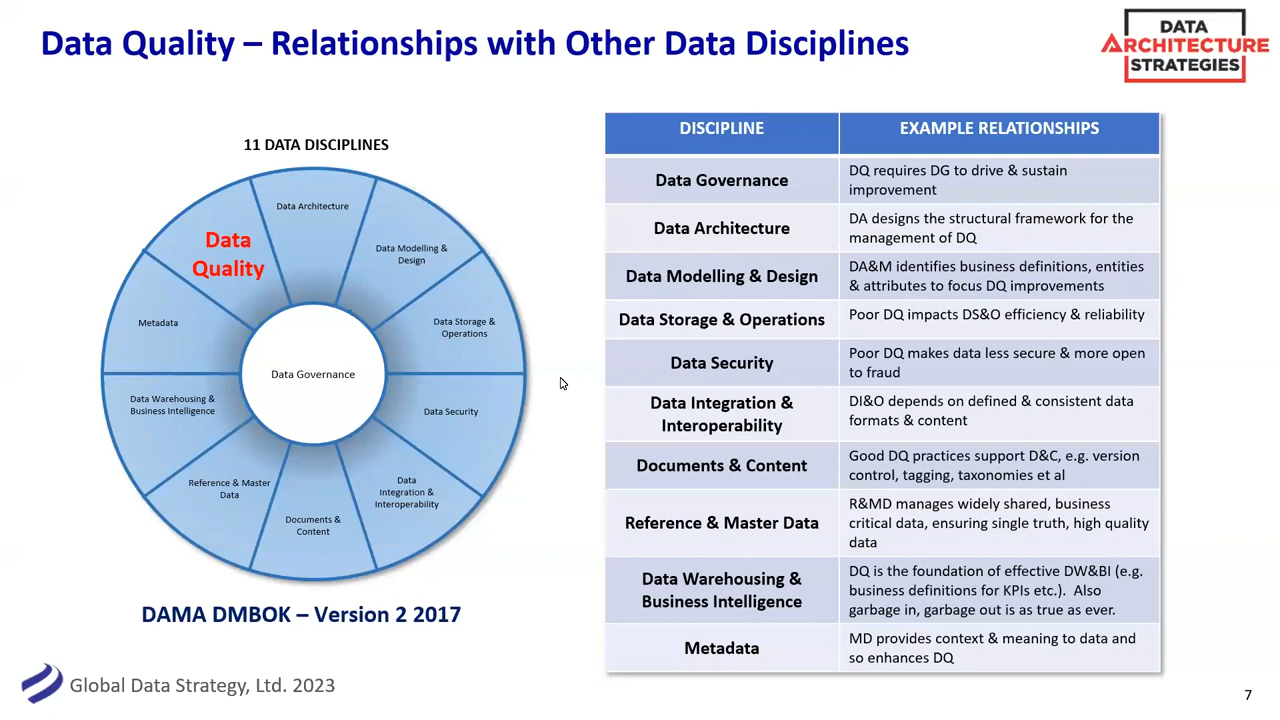 Data Quality – Relationships with Other Data Disciplines
DATA
ARCHITECTURE
STRATEGIES
11 DATA DISCIPLINES
Data Architecture
Data Modelling &
Design
Data Storage &
Operations
Data Security
Data
Integration &
Interoperability
Documents &
Content
Reference & Master
Data
Data Warehousing &
Business Intelligence
Metadata
Data
Quality
Data Governance
DAMA DMBOK – Version 2 2017
DISCIPLINE
EXAMPLE RELATIONSHIPS
Data Governance
DQ requires DG to drive & sustain
improvement
Data Architecture
DA designs the structural framework for the
management of DQ
Data Modelling & Design
DA&M identifies business definitions, entities
& attributes to focus DQ improvements
Data Storage & Operations
Poor DQ impacts DS&O efficiency & reliability
Data Security
Poor DQ makes data less secure & more open
to fraud
Data Integration &
Interoperability
DI&O depends on defined & consistent data
formats & content
Documents & Content
Good DQ practices support D&C, e.g. version
control, tagging, taxonomies et al
Reference & Master Data
R&MD manages widely shared, business
critical data, ensuring single truth, high quality
data
Data Warehousing &
Business Intelligence
DQ is the foundation of effective DW&BI (e.g.
business definitions for KPIs etc.). Also
garbage in, garbage out is as true as ever.
Metadata
MD provides context & meaning to data and
so enhances DQ
Global Data Strategy, Ltd. 2023
7